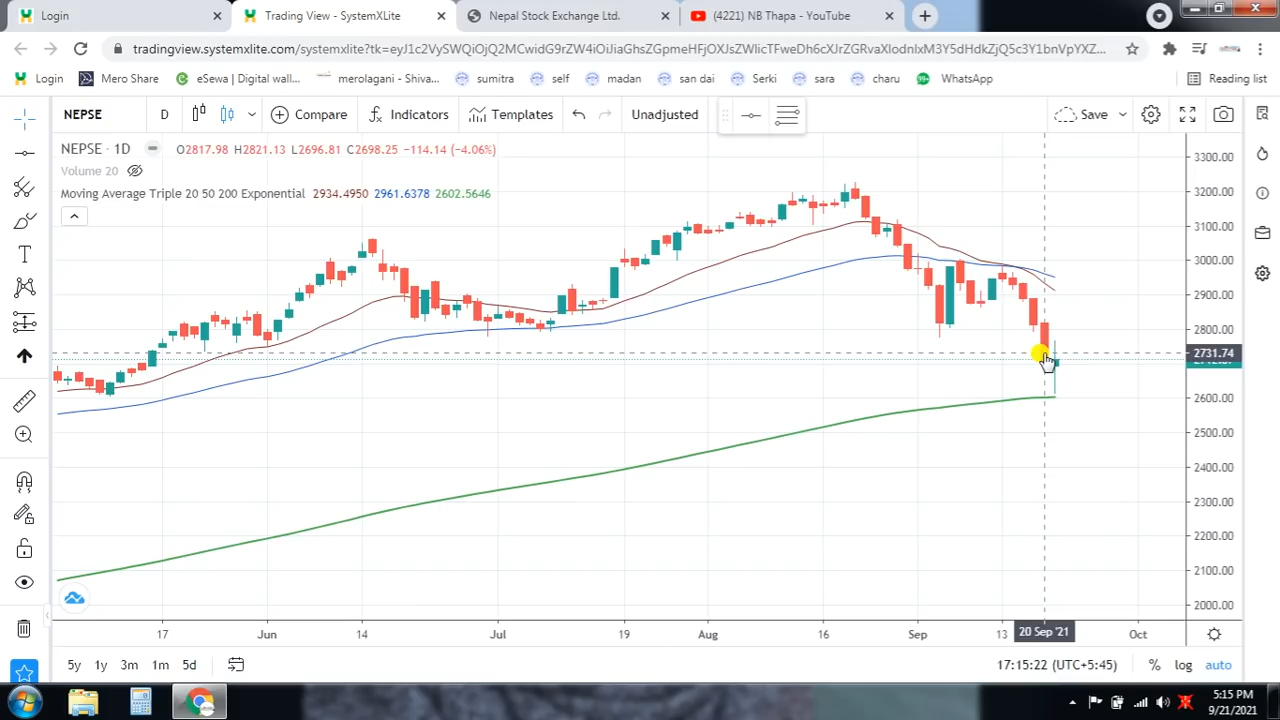 Login
Trading View - SystemXLite
Nepal Stock Exchange Ltd.
(4221) NB Thapa - YouTube
tradingview.systemxlite.com/systemxlite?tk=
Login
Mero Share
eSewa | Digital wall...
merolagani - Shiva...
sumitra
self
madan
san dai
Serki
sara
charu
99+
WhatsApp
Reading list
NEPSE
D
Compare
Indicators
Templates
Unadjusted
Save
NEPSE · 1D
O2817.98 H2821.13 L2696.81 C2698.25 −114.14 (−4.06%)
Volume 20
Moving Average Triple 20 50 200 Exponential 2934.4950 2961.6378 2602.5646
3300.00
3200.00
3100.00
3000.00
2900.00
2800.00
2731.74
2600.00
2500.00
2400.00
2300.00
2200.00
2100.00
2000.00
17
Jun
14
Jul
19
Aug
16
Sep
13
20 Sep '21
Oct
5y
1y
3m
1m
5d
17:15:22 (UTC+5:45)
%
log
auto
5:15 PM
9/21/2021